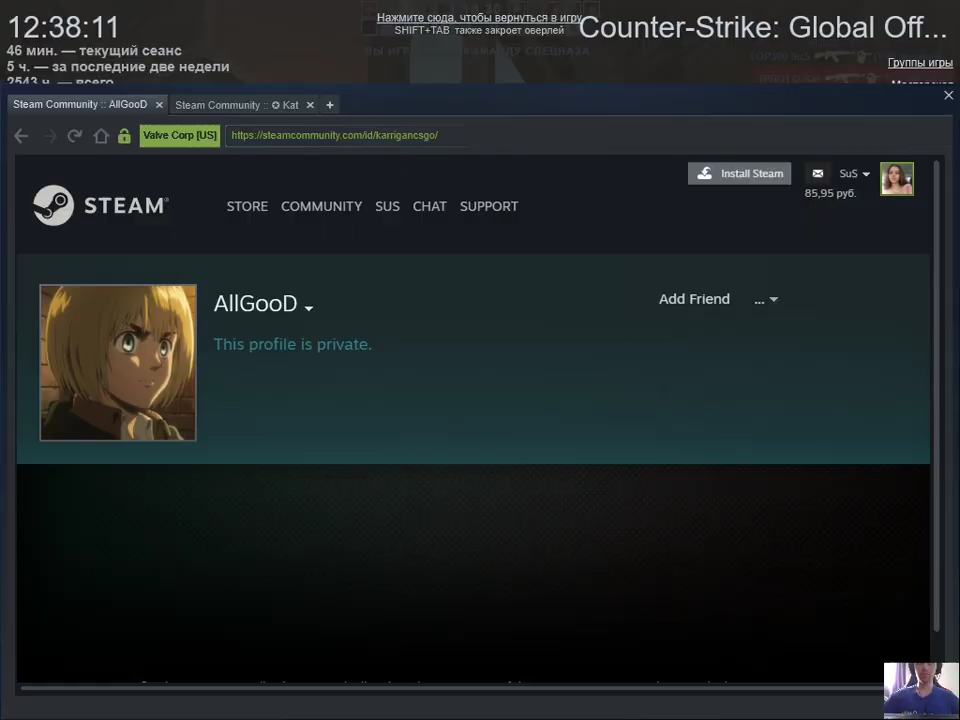 12:38:11
Нажмите сюда, чтобы вернуться в игру
SHIFT+TAB также закроет оверлей
Counter-Strike: Global Off...
46 мин. — текущий сеанс
5 ч. — за последние две недели
2543 ч. — всего
Группы игры
Steam Community :: AllGooD × Steam Community :: ✪ Kat × +
Valve Corp [US] https://steamcommunity.com/id/karrigancsgo/
Install Steam
SuS
85,95 руб.
STEAM®
STORE COMMUNITY SUS CHAT SUPPORT
AllGooD
Add Friend ...
This profile is private.